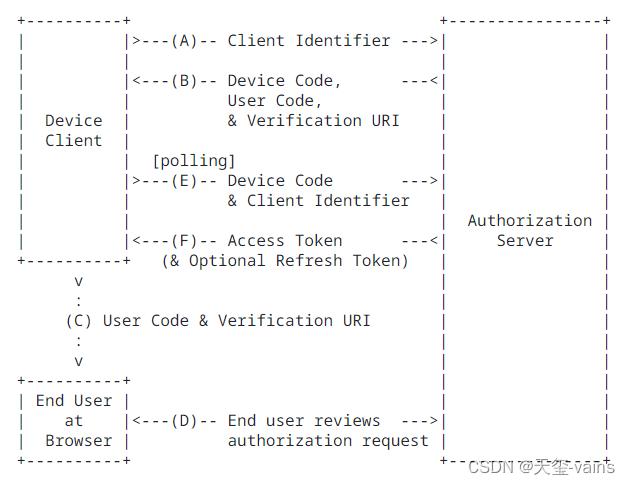 +----------+                                +----------------+
|          |>---(A)-- Client Identifier --->|                |
|          |                                |                |
|          |<---(B)-- Device Code,      ---<|                |
|          |          User Code,            |                |
|  Device  |          & Verification URI    |                |
|  Client  |                                |                |
|          |  [polling]                     |                |
|          |>---(E)-- Device Code       --->|                |
|          |          & Client Identifier   |                |
|          |                                |  Authorization |
|          |<---(F)-- Access Token      ---<|     Server     |
+----------+   (& Optional Refresh Token)   |                |
      v                                     |                |
      :                                     |                |
     (C) User Code & Verification URI       |                |
      :                                     |                |
      v                                     |                |
+----------+                                |                |
| End User |                                |                |
|    at    |<---(D)-- End user reviews  --->|                |
|  Browser |          authorization request |                |
+----------+                                +----------------+
CSDN @天玺-vains